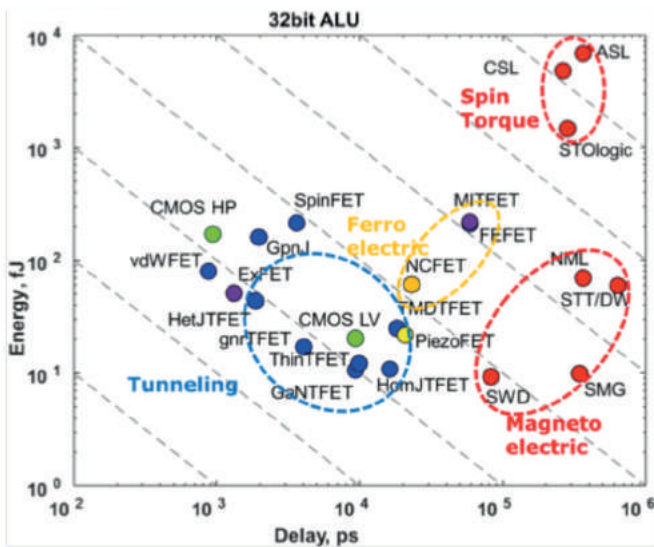 32bit ALU
10 4
10 3
10 2
10 1
10 0
Energy, fJ
CSL
ASL
Spin
Torque
STOlogic
CMOS HP
SpinFET
MITFET
Ferro
electric
FEFET
GpnJ
vdWFET
ExFET
NCFET
NML
TMDTFET
STT/DW
HetJTFET
CMOS LV
gnrTFET
PiezoFET
ThinTFET
Tunneling
GaNTFET
HomJTFET
SWD
SMG
Magneto
electric
10 2
10 3
10 4
10 5
10 6
Delay, ps